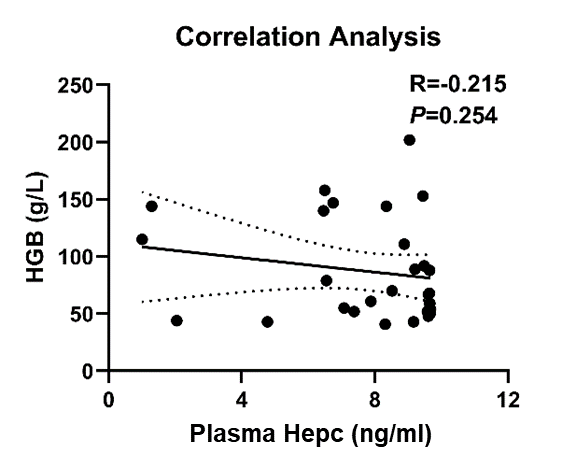 Correlation Analysis
R=-0.215
P=0.254
HGB (g/L)
250
200
150
100
50
0
0 4 8 12
Plasma Hepc (ng/ml)